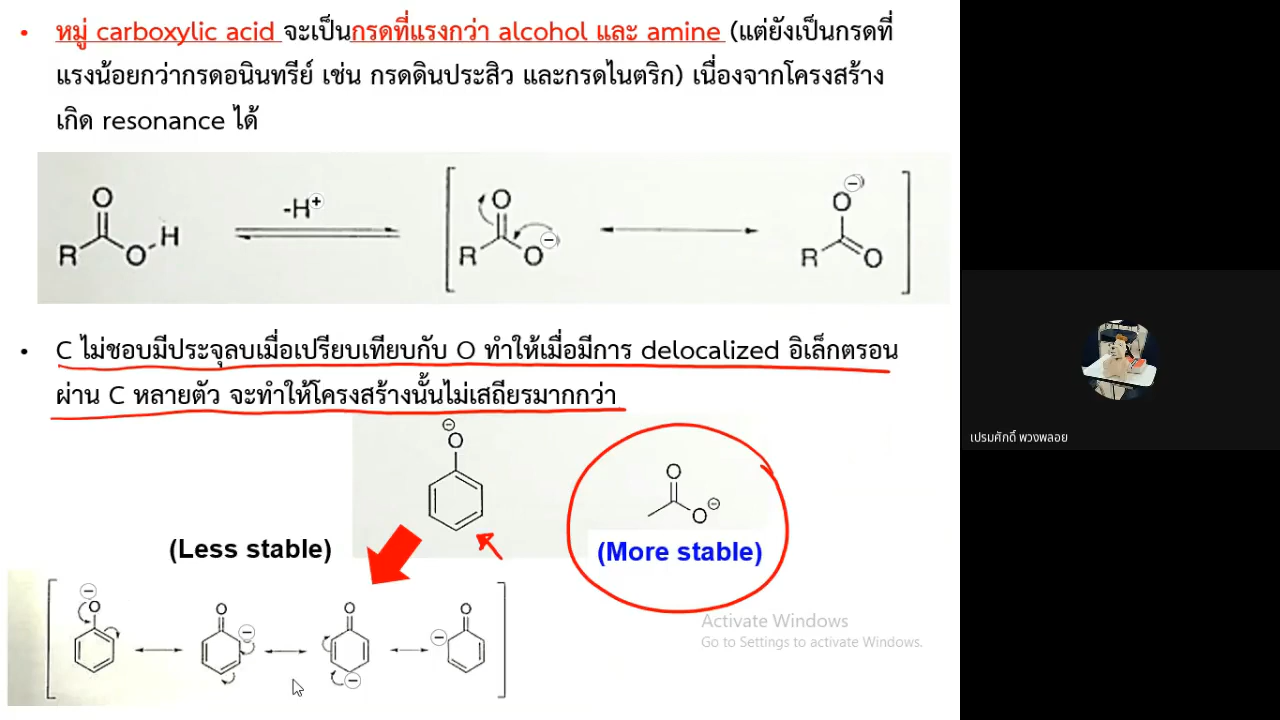 • หมู่ carboxylic acid จะเป็นกรดที่แรงกว่า alcohol และ amine (แต่ยังเป็นกรดที่
แรงน้อยกว่ากรดอนินทรีย์ เช่น กรดดินประสิว และกรดไนตริก) เนื่องจากโครงสร้าง
เกิด resonance ได้
O
R
O
H
-H+
O
R
O
−
O
−
R
O
• C ไม่ชอบมีประจุลบเมื่อเปรียบเทียบกับ O ทำให้เมื่อมีการ delocalized อิเล็กตรอน
ผ่าน C หลายตัว จะทำให้โครงสร้างนั้นไม่เสถียรมากกว่า
−
O
O
O
−
(Less stable)
(More stable)
−
O
O
−
O
−
O
−
Activate Windows
Go to Settings to activate Windows.
เปรมศักดิ์ พวงพลอย